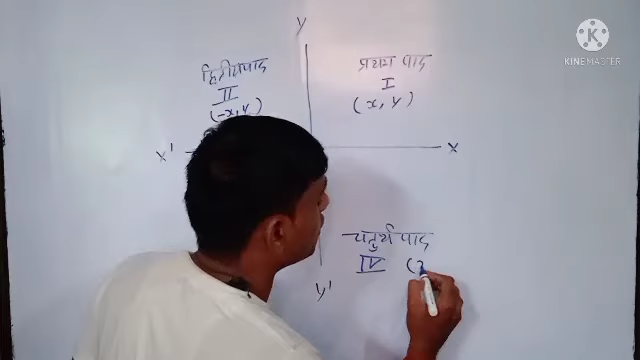 Y
KINEMASTER
द्वितीयपाद
II
(-x, y)
प्रथम पाद
I
(x, y)
X'
X
चतुर्थ पाद
IV
Y'